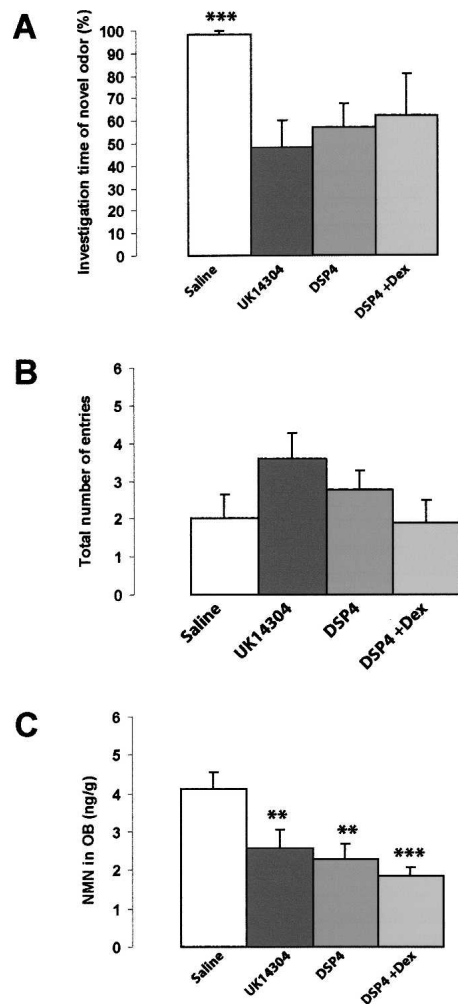 A
***
Investigation time of novel odor (%)
100
90
80
70
60
50
40
30
20
10
0
Saline
UK14304
DSP4
DSP4 +Dex
B
Total number of entries
6
5
4
3
2
1
0
Saline
UK14304
DSP4
DSP4 +Dex
C
NMN in OB (ng/g)
6
5
4
3
2
1
0
**
**
***
Saline
UK14304
DSP4
DSP4 +Dex